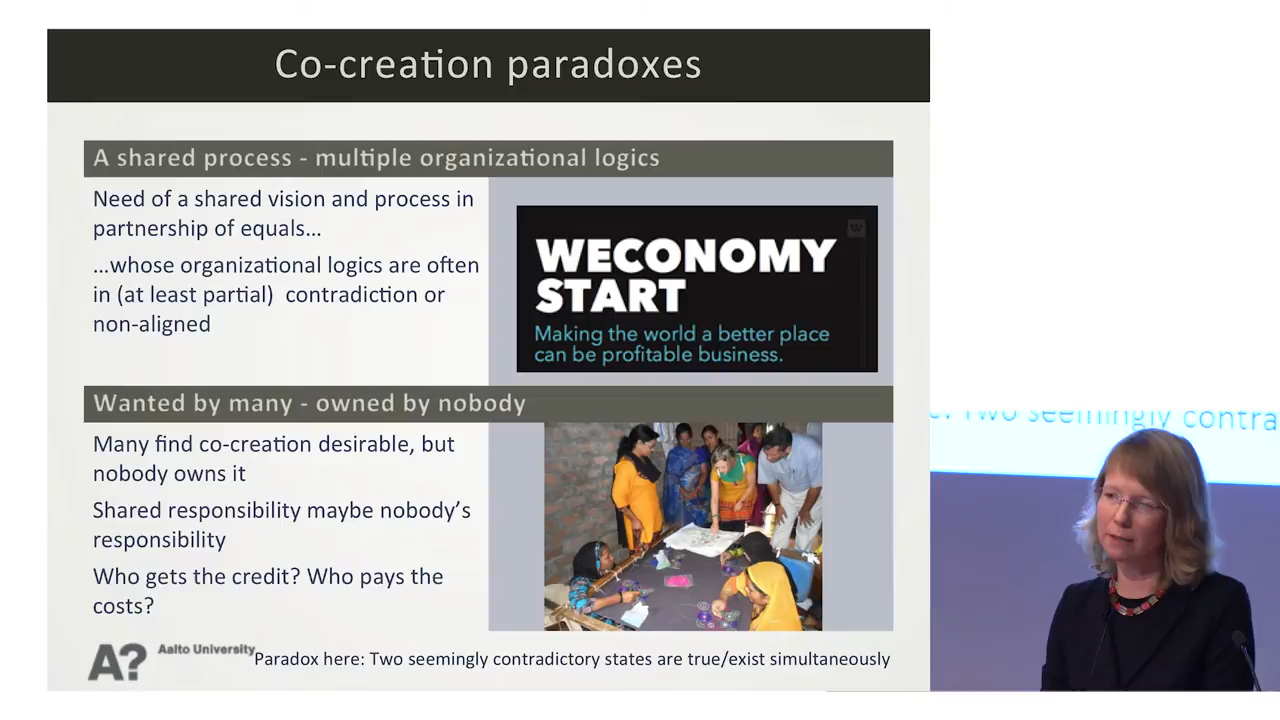 Co-creation paradoxes
A shared process - multiple organizational logics
Need of a shared vision and process in
partnership of equals…
…whose organizational logics are often
in (at least partial)  contradiction or
non-aligned
W
WECONOMY
START
Making the world a better place
can be profitable business.
Wanted by many - owned by nobody
Many find co-creation desirable, but
nobody owns it
Shared responsibility maybe nobody's
responsibility
Who gets the credit? Who pays the
costs?
A?
Aalto University
Paradox here: Two seemingly contradictory states are true/exist simultaneously
Two seemingly contra